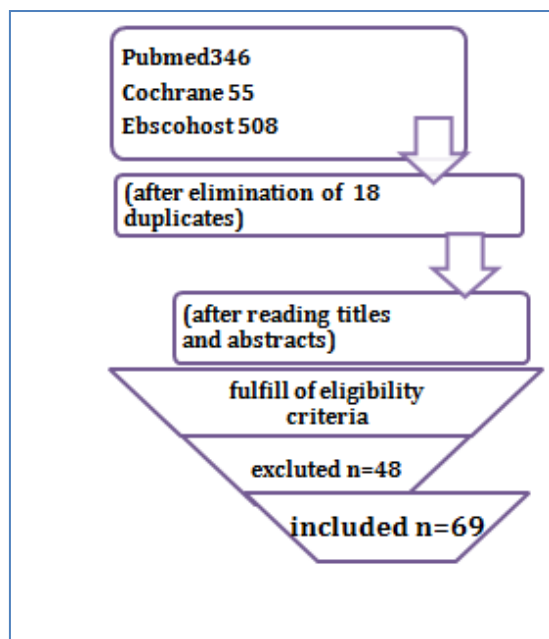 Pubmed346
Cochrane 55
Ebscohost 508
(after elimination of 18
duplicates)
(after reading titles
and abstracts)
fulfill of eligibility
criteria
excluted n=48
included n=69